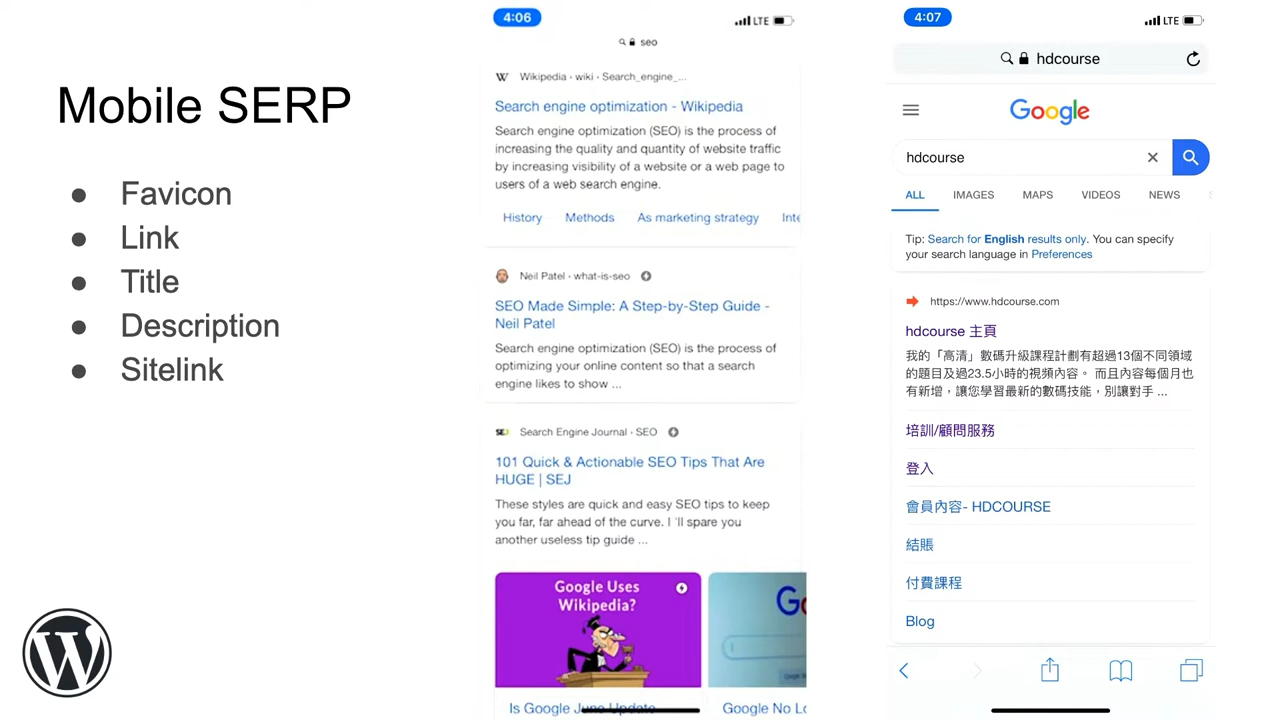 Mobile SERP
● Favicon
● Link
● Title
● Description
● Sitelink
4:06
LTE
seo
Wikipedia · wiki · Search_engine_...
Search engine optimization - Wikipedia
Search engine optimization (SEO) is the process of
increasing the quality and quantity of website traffic
by increasing visibility of a website or a web page to
users of a web search engine.
History Methods As marketing strategy Inte
Neil Patel · what-is-seo
SEO Made Simple: A Step-by-Step Guide -
Neil Patel
Search engine optimization (SEO) is the process of
optimizing your online content so that a search
engine likes to show ...
SEJ Search Engine Journal · SEO
101 Quick & Actionable SEO Tips That Are
HUGE | SEJ
These styles are quick and easy SEO tips to keep
you far, far ahead of the curve. I 'll spare you
another useless tip guide ...
Google Uses
Wikipedia?
Go
Is Google June Update
Google No Lo
4:07
LTE
hdcourse
Google
hdcourse
ALL IMAGES MAPS VIDEOS NEWS
Tip: Search for English results only. You can specify
your search language in Preferences
https://www.hdcourse.com
hdcourse 主頁
我的「高清」數碼升級課程計劃有超過13個不同領域
的題目及過23.5小時的視頻內容。 而且內容每個月也
有新增，讓您學習最新的數碼技能，別讓對手 ...
培訓/顧問服務
登入
會員內容- HDCOURSE
結賬
付費課程
Blog